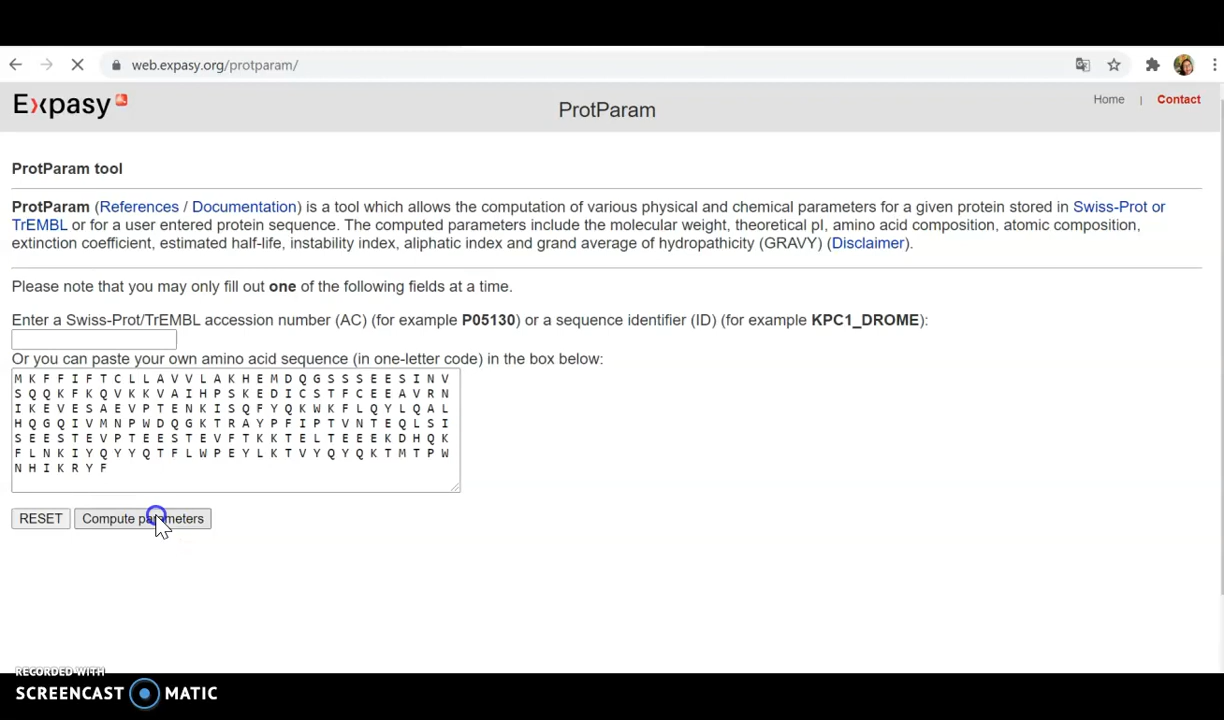 web.expasy.org/protparam/
Expasy
ProtParam
Home | Contact
ProtParam tool
ProtParam (References / Documentation) is a tool which allows the computation of various physical and chemical parameters for a given protein stored in Swiss-Prot or
TrEMBL or for a user entered protein sequence. The computed parameters include the molecular weight, theoretical pI, amino acid composition, atomic composition,
extinction coefficient, estimated half-life, instability index, aliphatic index and grand average of hydropathicity (GRAVY) (Disclaimer).
Please note that you may only fill out one of the following fields at a time.
Enter a Swiss-Prot/TrEMBL accession number (AC) (for example P05130) or a sequence identifier (ID) (for example KPC1_DROME):
Or you can paste your own amino acid sequence (in one-letter code) in the box below:
M K F F I F T C L L A V V L A K H E M D Q G S S S E E S I N V
S Q Q K F K Q V K K V A I H P S K E D I C S T F C E E A V R N
I K E V E S A E V P T E N K I S Q F Y Q K W K F L Q Y L Q A L
H Q G Q I V M N P W D Q G K T R A Y P F I P T V N T E Q L S I
S E E S T E V P T E E S T E V F T K K T E L T E E E K D H Q K
F L N K I Y Q Y Y Q T F L W P E Y L K T V Y Q Y Q K T M T P W
N H I K R Y F
RESET Compute parameters
RECORDED WITH
SCREENCAST MATIC